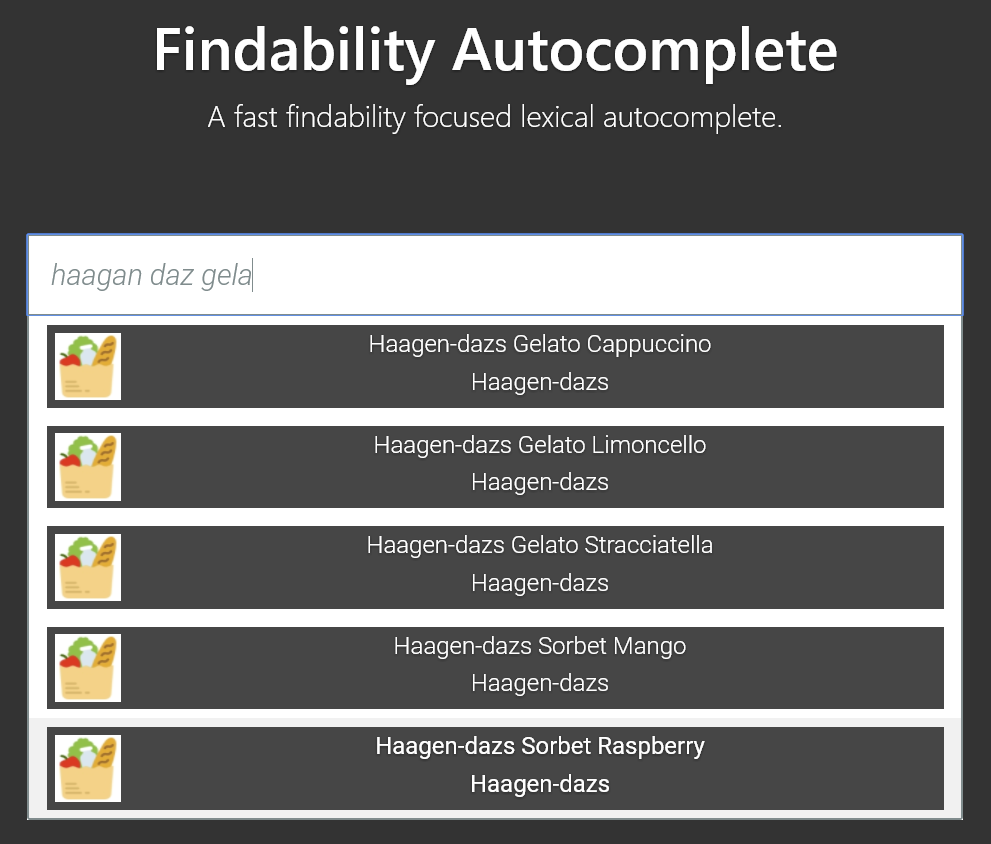 Findability Autocomplete
A fast findability focused lexical autocomplete.
haagan daz gela
Haagen-dazs Gelato Cappuccino
Haagen-dazs
Haagen-dazs Gelato Limoncello
Haagen-dazs
Haagen-dazs Gelato Stracciatella
Haagen-dazs
Haagen-dazs Sorbet Mango
Haagen-dazs
Haagen-dazs Sorbet Raspberry
Haagen-dazs